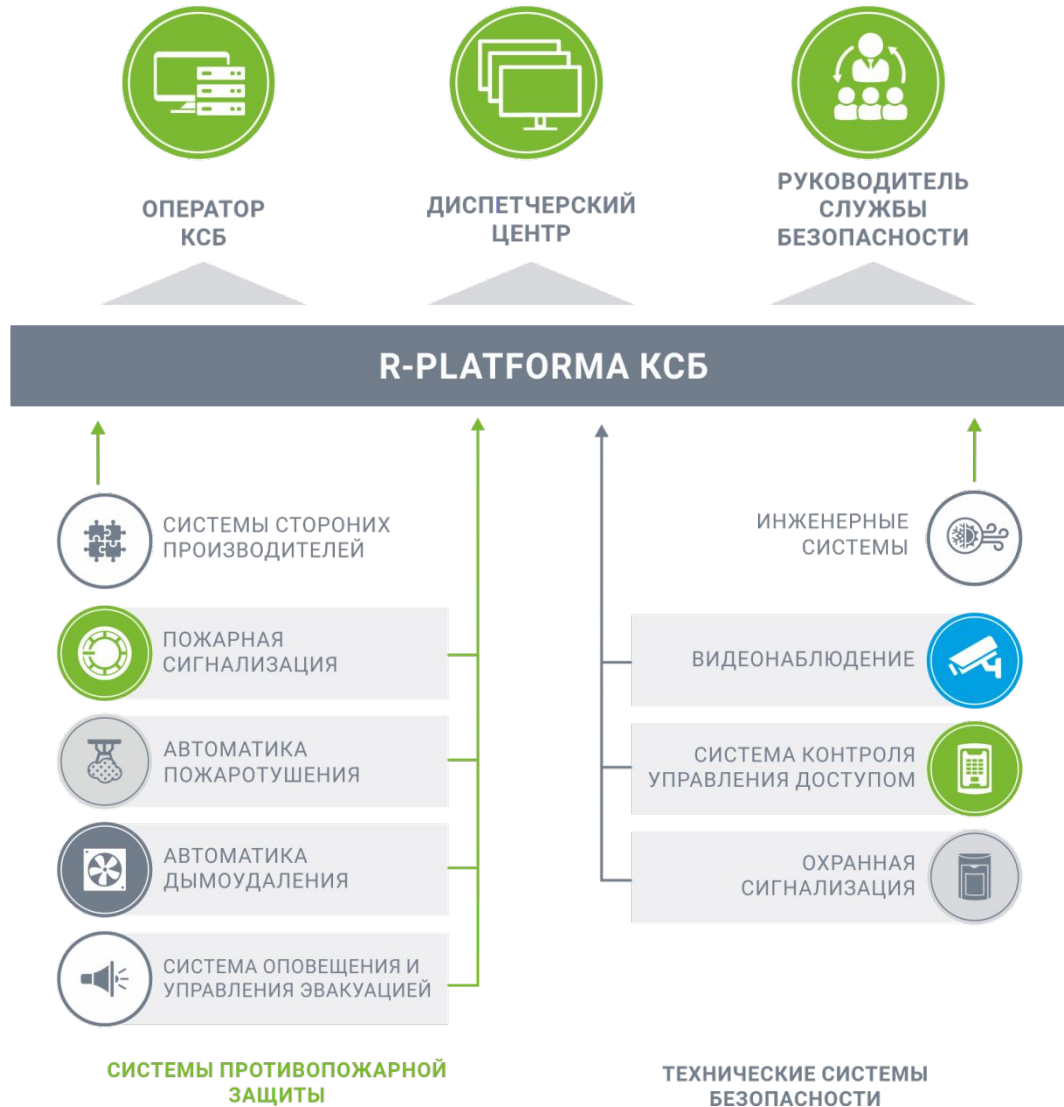 ОПЕРАТОР
КСБ
ДИСПЕТЧЕРСКИЙ
ЦЕНТР
РУКОВОДИТЕЛЬ
СЛУЖБЫ
БЕЗОПАСНОСТИ
R-PLATFORMA КСБ
СИСТЕМЫ СТОРОНИХ
ПРОИЗВОДИТЕЛЕЙ
ПОЖАРНАЯ
СИГНАЛИЗАЦИЯ
АВТОМАТИКА
ПОЖАРОТУШЕНИЯ
АВТОМАТИКА
ДЫМОУДАЛЕНИЯ
СИСТЕМА ОПОВЕЩЕНИЯ И
УПРАВЛЕНИЯ ЭВАКУАЦИЕЙ
СИСТЕМЫ ПРОТИВОПОЖАРНОЙ
ЗАЩИТЫ
ИНЖЕНЕРНЫЕ
СИСТЕМЫ
ВИДЕОНАБЛЮДЕНИЕ
СИСТЕМА КОНТРОЛЯ
УПРАВЛЕНИЯ ДОСТУПОМ
ОХРАННАЯ
СИГНАЛИЗАЦИЯ
ТЕХНИЧЕСКИЕ СИСТЕМЫ
БЕЗОПАСНОСТИ